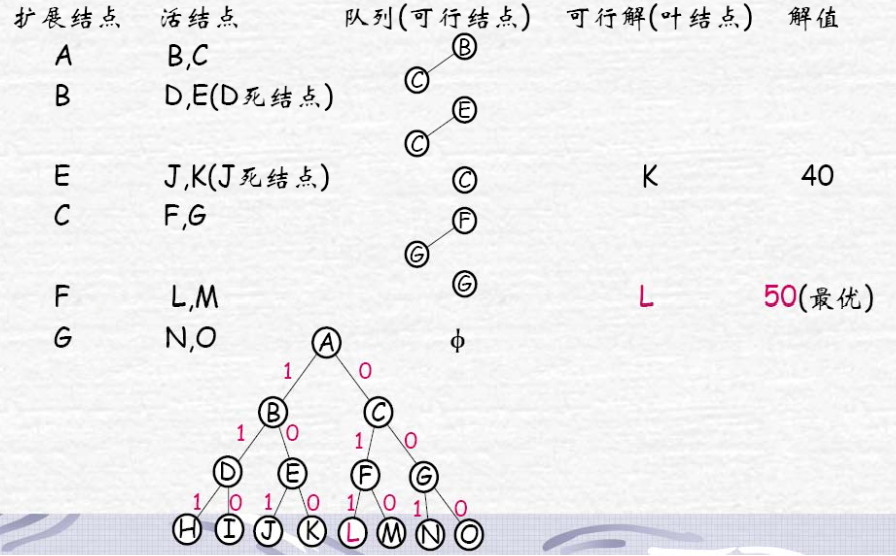 扩展结点 活结点 队列(可行结点) 可行解(叶结点) 解值
A B,C B
C
B D,E(D死结点) E
C
E J,K(J死结点) C K 40
C F,G F
G
F L,M G L 50(最优)
G N,O ϕ
A
1 0
B C
1 0 1 0
D E F G
1 0 1 0 1 0 1 0
H I J K L M N O